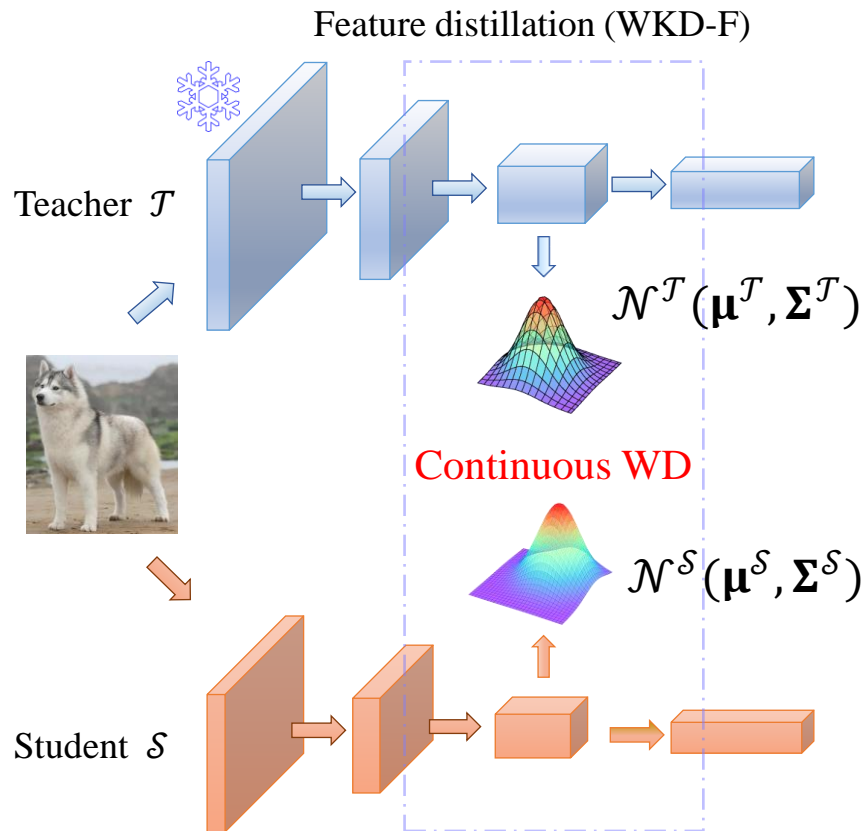 Feature distillation (WKD-F)
Teacher 𝒯
𝒩^𝒯(𝛍^𝒯, 𝚺^𝒯)
Continuous WD
𝒩^𝒮(𝛍^𝒮, 𝚺^𝒮)
Student 𝒮